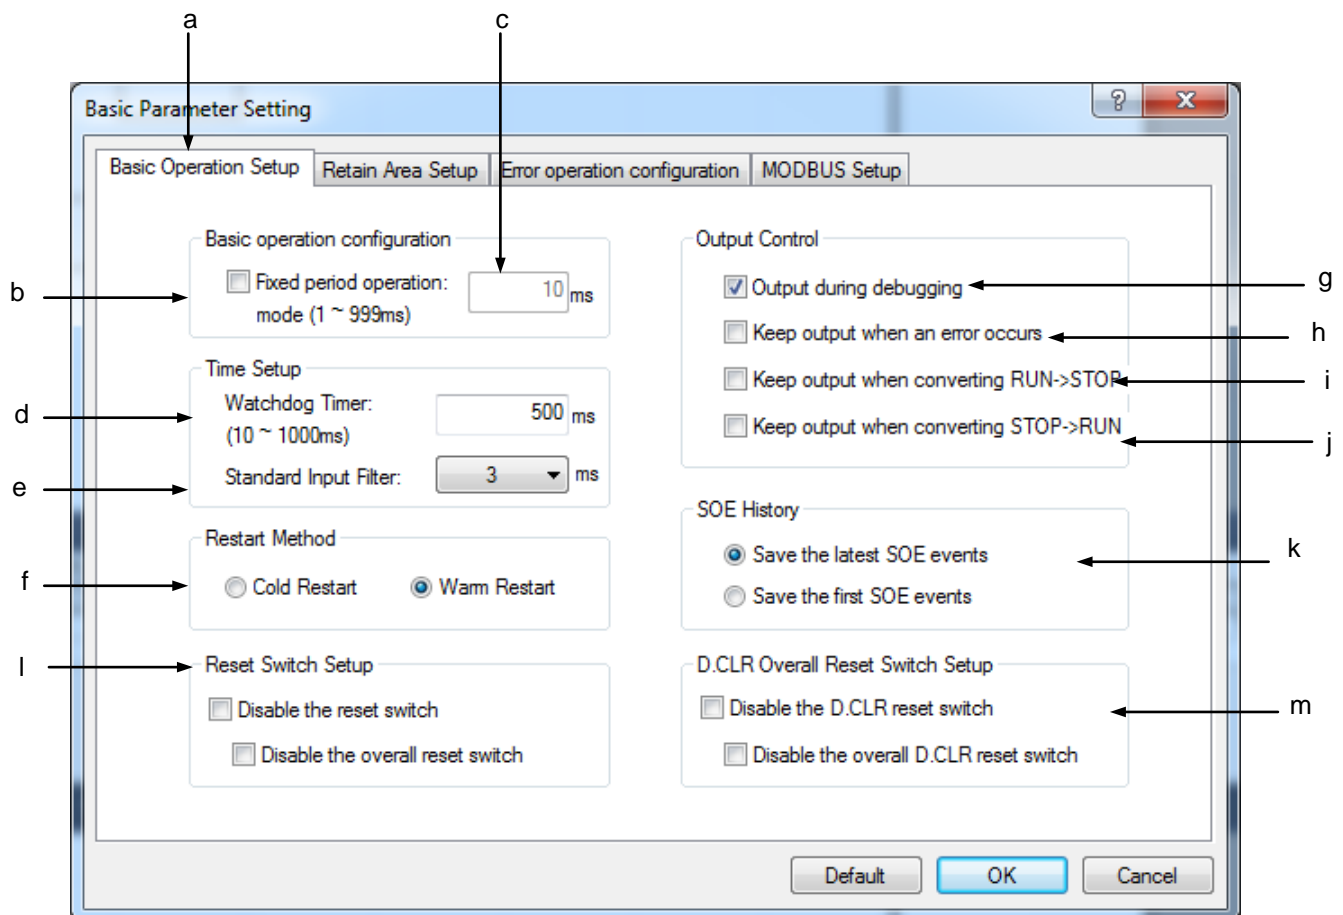 a
c
Basic Parameter Setting
?
X
Basic Operation Setup
Retain Area Setup
Error operation configuration
MODBUS Setup
Basic operation configuration
b
Fixed period operation:
mode (1 ~ 999ms)
10
ms
Time Setup
d
Watchdog Timer:
(10 ~ 1000ms)
500
ms
e
Standard Input Filter:
3
ms
Restart Method
f
Cold Restart
Warm Restart
l
Reset Switch Setup
Disable the reset switch
Disable the overall reset switch
Output Control
Output during debugging
g
Keep output when an error occurs
h
Keep output when converting RUN->STOP
i
Keep output when converting STOP->RUN
j
SOE History
Save the latest SOE events
k
Save the first SOE events
D.CLR Overall Reset Switch Setup
Disable the D.CLR reset switch
m
Disable the overall D.CLR reset switch
Default
OK
Cancel